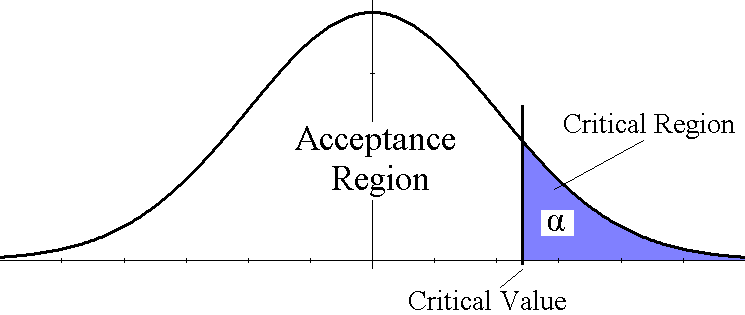 Acceptance
Region
Critical Region
α
Critical Value